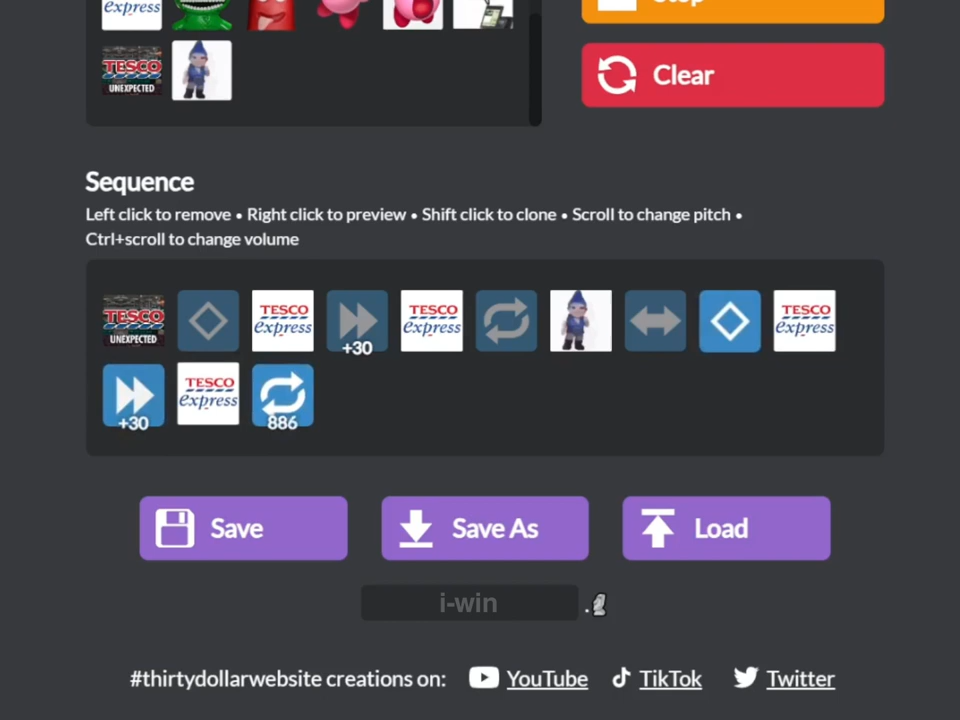 express
TESCO
UNEXPECTED
Stop
Clear
Sequence
Left click to remove • Right click to preview • Shift click to clone • Scroll to change pitch •
Ctrl+scroll to change volume
TESCO
UNEXPECTED
TESCO
express
+30
TESCO
express
TESCO
express
+30
TESCO
express
886
Save
Save As
Load
i-win
.🗿
#thirtydollarwebsite creations on: YouTube TikTok Twitter